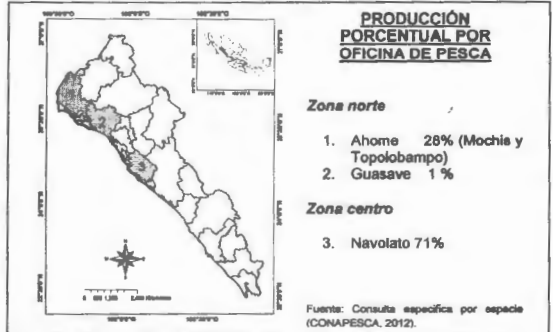 PRODUCCIÓN
PORCENTUAL POR
OFICINA DE PESCA
Zona norte
1. Ahome 28% (Mochis y
Topolobampo)
2. Guasave 1 %
Zona centro
3. Navolato 71%
Fuente: Consulta especifica por especie
(CONAPESCA, 2012).